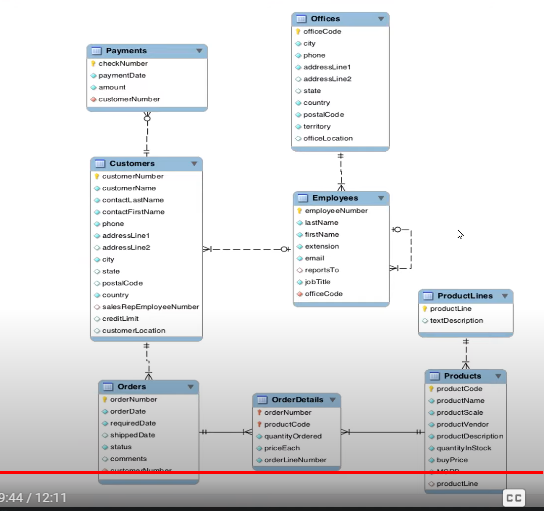 Offices
officeCode
city
phone
addressLine1
addressLine2
state
country
postalCode
territory
officeLocation
Payments
checkNumber
paymentDate
amount
customerNumber
Customers
customerNumber
customerName
contactLastName
contactFirstName
phone
addressLine1
addressLine2
city
state
postalCode
country
salesRepEmployeeNumber
creditLimit
customerLocation
Employees
employeeNumber
lastName
firstName
extension
email
reportsTo
jobTitle
officeCode
ProductLines
productLine
textDescription
Orders
orderNumber
orderDate
requiredDate
shippedDate
status
comments
customerNumber
OrderDetails
orderNumber
productCode
quantityOrdered
priceEach
orderLineNumber
Products
productCode
productName
productScale
productVendor
productDescription
quantityInStock
buyPrice
MSRP
productLine
9:44 / 12:11
CC